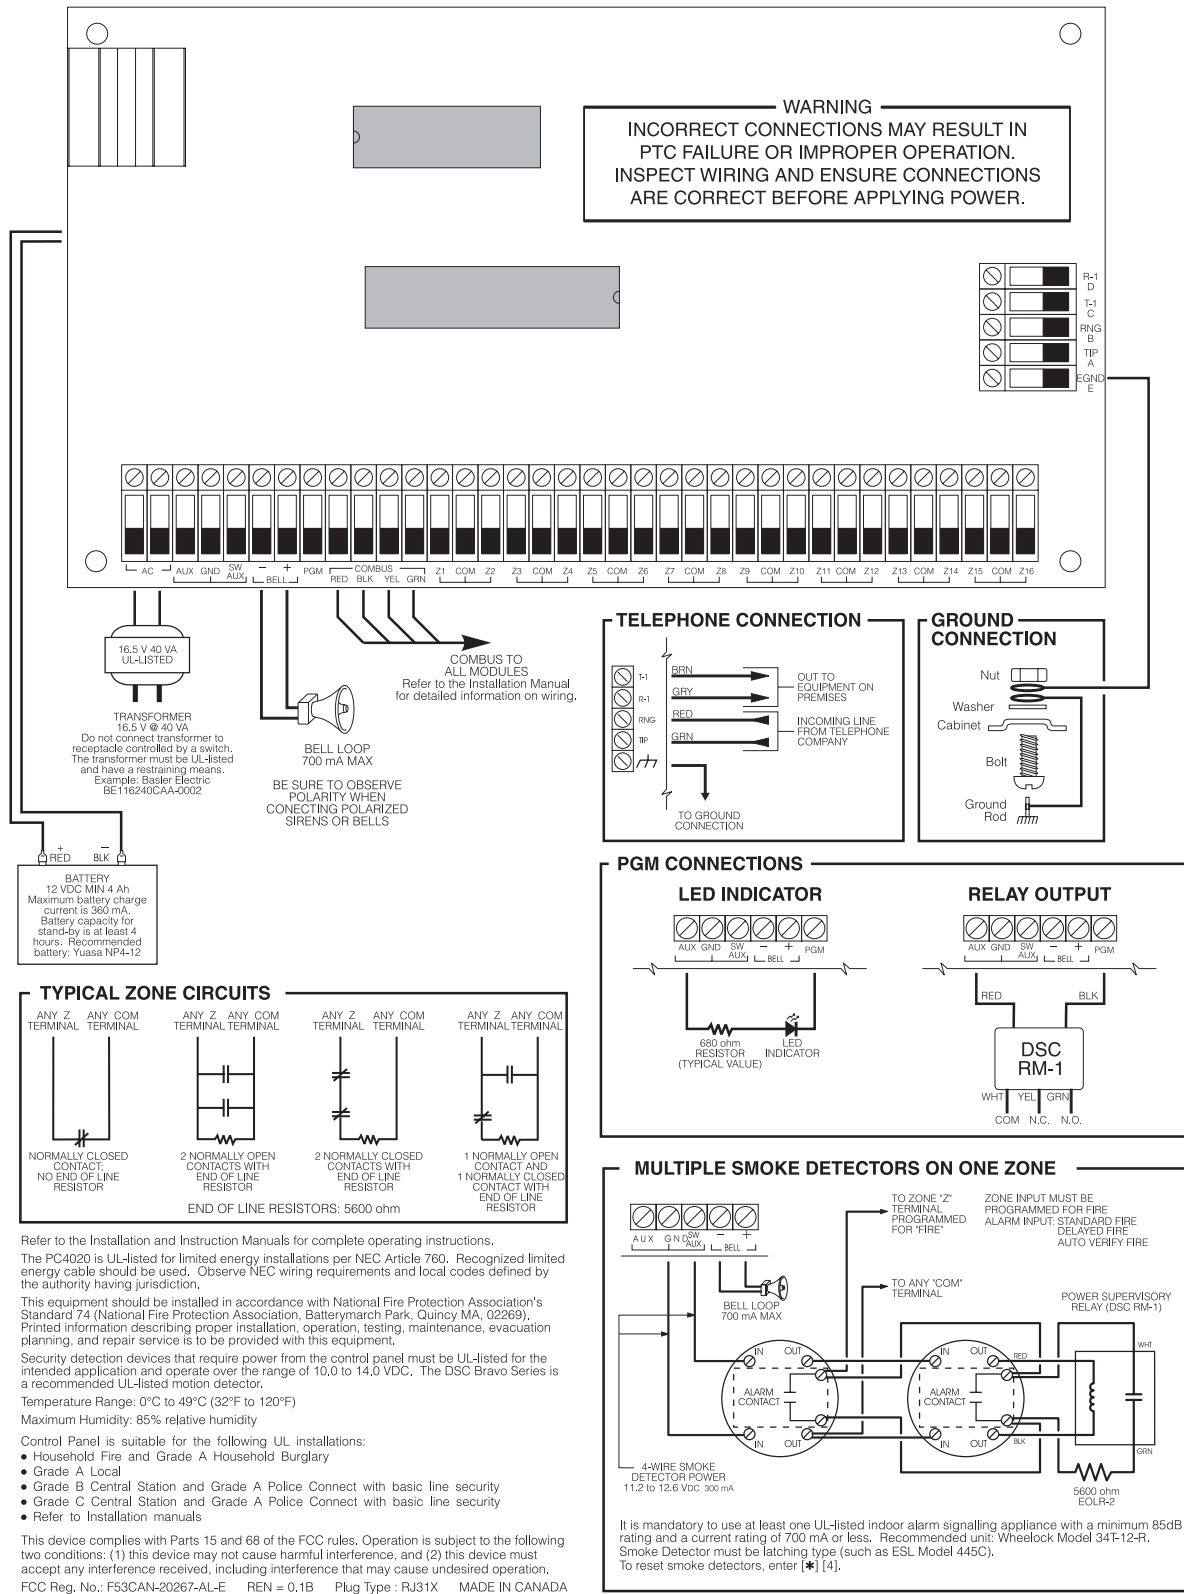 WARNING
INCORRECT CONNECTIONS MAY RESULT IN
PTC FAILURE OR IMPROPER OPERATION.
INSPECT WIRING AND ENSURE CONNECTIONS
ARE CORRECT BEFORE APPLYING POWER.
R-1
D
T-1
C
RNG
B
TIP
A
EGND
E
AC AUX GND SW AUX − + BELL PGM COMBUS RED BLK YEL GRN Z1 COM Z2 Z3 COM Z4 Z5 COM Z6 Z7 COM Z8 Z9 COM Z10 Z11 COM Z12 Z13 COM Z14 Z15 COM Z16
16.5 V 40 VA
UL-LISTED
TRANSFORMER
16.5 V @ 40 VA
Do not connect transformer to
receptacle controlled by a switch.
The transformer must be UL-listed
and have a restraining means.
Example: Basler Electric
BE116240CAA-0002
BELL LOOP
700 mA MAX
BE SURE TO OBSERVE
POLARITY WHEN
CONECTING POLARIZED
SIRENS OR BELLS
COMBUS TO
ALL MODULES
Refer to the Installation Manual
for detailed information on wiring.
+ −
RED BLK
BATTERY
12 VDC MIN 4 Ah
Maximum battery charge
current is 360 mA.
Battery capacity for
stand-by is at least 4
hours. Recommended
battery: Yuasa NP4-12
TELEPHONE CONNECTION
T-1
R-1
RNG
TIP
BRN
GRY
RED
GRN
OUT TO
EQUIPMENT ON
PREMISES
INCOMING LINE
FROM TELEPHONE
COMPANY
TO GROUND
CONNECTION
GROUND
CONNECTION
Nut
Washer
Cabinet
Bolt
Ground
Rod
PGM CONNECTIONS
LED INDICATOR
AUX GND SW AUX − + BELL PGM
680 ohm
RESISTOR
(TYPICAL VALUE)
LED
INDICATOR
RELAY OUTPUT
AUX GND SW AUX − + BELL PGM
RED BLK
DSC
RM-1
WHT YEL GRN
COM N.C. N.O.
TYPICAL ZONE CIRCUITS
ANY Z TERMINAL ANY COM TERMINAL
NORMALLY CLOSED
CONTACT;
NO END OF LINE
RESISTOR
ANY Z TERMINAL ANY COM TERMINAL
2 NORMALLY OPEN
CONTACTS WITH
END OF LINE
RESISTOR
ANY Z TERMINAL ANY COM TERMINAL
2 NORMALLY CLOSED
CONTACTS WITH
END OF LINE
RESISTOR
ANY Z TERMINAL ANY COM TERMINAL
1 NORMALLY OPEN
CONTACT AND
1 NORMALLY CLOSED
CONTACT WITH
END OF LINE
RESISTOR
END OF LINE RESISTORS: 5600 ohm
Refer to the Installation and Instruction Manuals for complete operating instructions.
The PC4020 is UL-listed for limited energy installations per NEC Article 760. Recognized limited
energy cable should be used. Observe NEC wiring requirements and local codes defined by
the authority having jurisdiction.
This equipment should be installed in accordance with National Fire Protection Association's
Standard 74 (National Fire Protection Association, Batterymarch Park, Quincy MA, 02269).
Printed information describing proper installation, operation, testing, maintenance, evacuation
planning, and repair service is to be provided with this equipment.
Security detection devices that require power from the control panel must be UL-listed for the
intended application and operate over the range of 10.0 to 14.0 VDC. The DSC Bravo Series is
a recommended UL-listed motion detector.
Temperature Range: 0°C to 49°C (32°F to 120°F)
Maximum Humidity: 85% relative humidity
Control Panel is suitable for the following UL installations:
• Household Fire and Grade A Household Burglary
• Grade A Local
• Grade B Central Station and Grade A Police Connect with basic line security
• Grade C Central Station and Grade A Police Connect with basic line security
• Refer to Installation manuals
This device complies with Parts 15 and 68 of the FCC rules. Operation is subject to the following
two conditions: (1) this device may not cause harmful interference, and (2) this device must
accept any interference received, including interference that may cause undesired operation.
FCC Reg. No.: F53CAN-20267-AL-E REN = 0.1B Plug Type : RJ31X MADE IN CANADA
MULTIPLE SMOKE DETECTORS ON ONE ZONE
AUX GND SW AUX − + BELL
BELL LOOP
700 mA MAX
TO ZONE "Z"
TERMINAL
PROGRAMMED
FOR "FIRE"
ZONE INPUT MUST BE
PROGRAMMED FOR FIRE
ALARM INPUT: STANDARD FIRE
DELAYED FIRE
AUTO VERIFY FIRE
TO ANY "COM"
TERMINAL
POWER SUPERVISORY
RELAY (DSC RM-1)
IN OUT
ALARM
CONTACT
IN OUT
IN OUT
ALARM
CONTACT
IN OUT
RED
BLK
WHT
GRN
4-WIRE SMOKE
DETECTOR POWER
11.2 to 12.6 VDC 300 mA
5600 ohm
EOLR-2
It is mandatory to use at least one UL-listed indoor alarm signalling appliance with a minimum 85dB
rating and a current rating of 700 mA or less. Recommended unit: Wheelock Model 34T-12-R.
Smoke Detector must be latching type (such as ESL Model 445C).
To reset smoke detectors, enter [✱] [4].